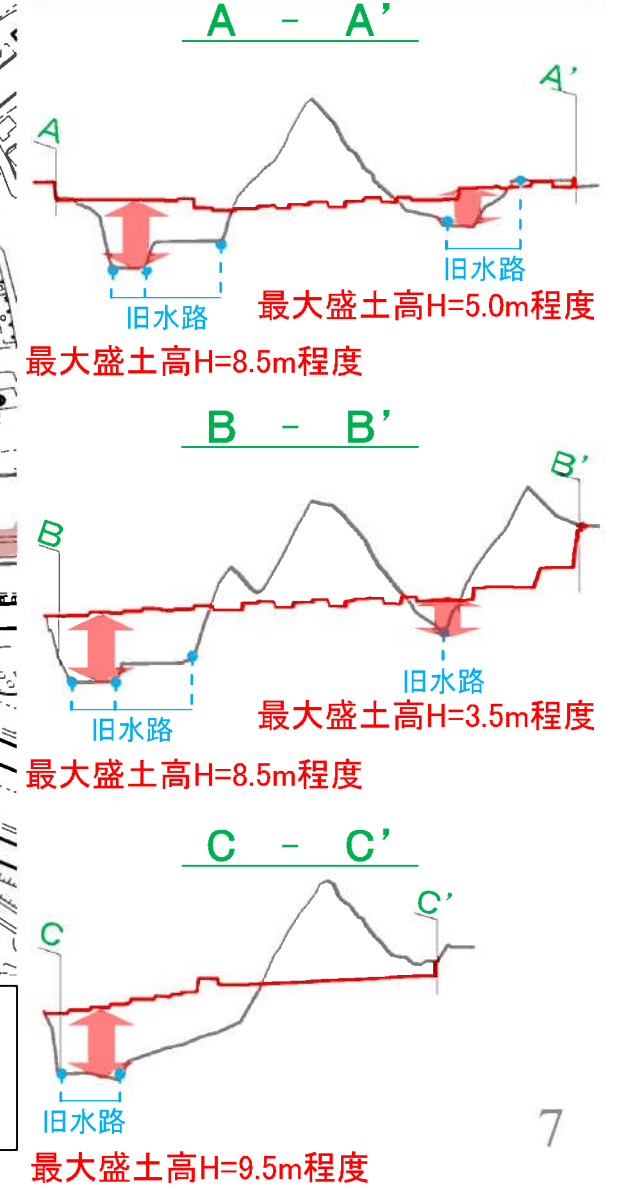 A - A’
A
A’
旧水路
旧水路
最大盛土高H=5.0m程度
最大盛土高H=8.5m程度
B - B’
B
B’
旧水路
旧水路
最大盛土高H=3.5m程度
最大盛土高H=8.5m程度
C - C’
C
C’
旧水路
最大盛土高H=9.5m程度
7